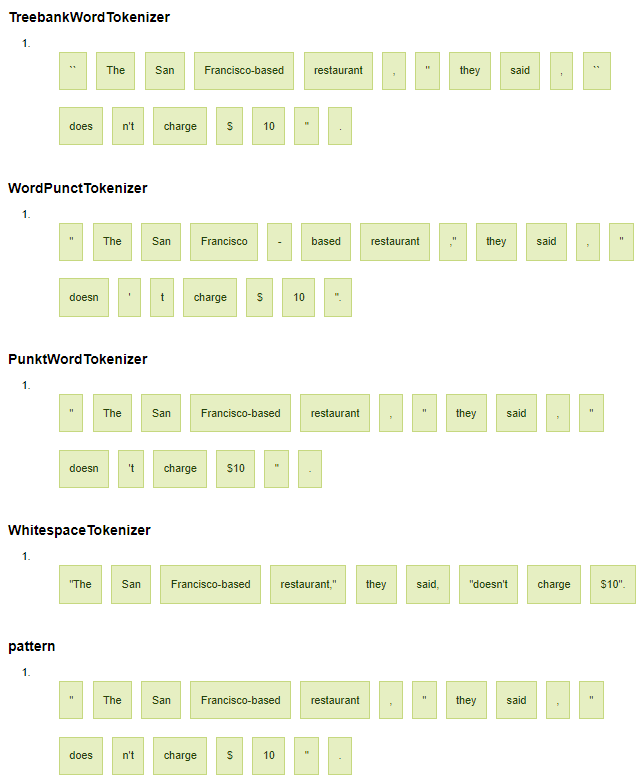 TreebankWordTokenizer
1.
`` The San Francisco-based restaurant , " they said , ``
does n't charge $ 10 " .
WordPunctTokenizer
1.
" The San Francisco - based restaurant ," they said , "
doesn ' t charge $ 10 ".
PunktWordTokenizer
1.
" The San Francisco-based restaurant , " they said , "
doesn 't charge $10 " .
WhitespaceTokenizer
1.
"The San Francisco-based restaurant," they said, "doesn't charge $10".
pattern
1.
" The San Francisco-based restaurant , " they said , "
does n't charge $ 10 " .